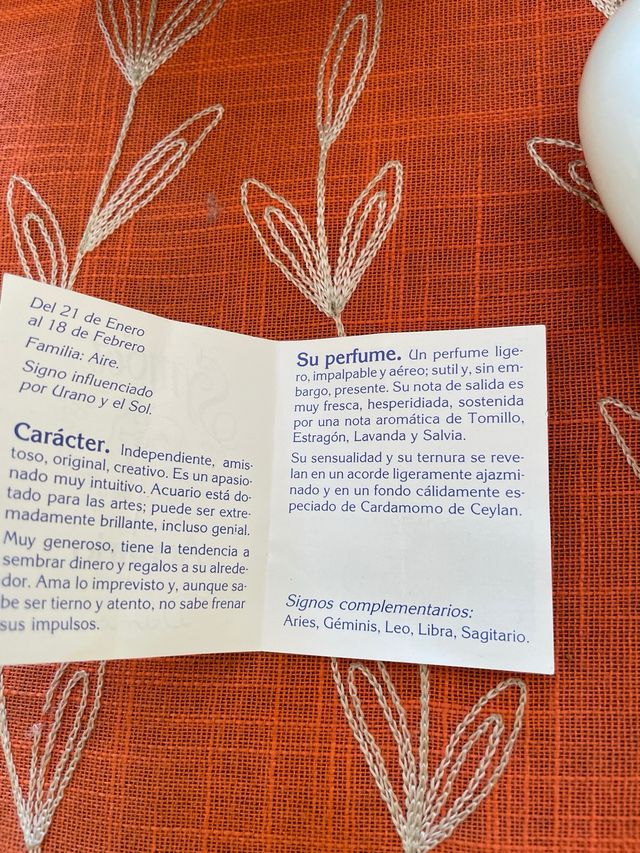 Del 21 de Enero
al 18 de Febrero
Familia: Aire.
Signo influenciado
por Urano y el Sol.
Carácter. Independiente, amis-
toso, original, creativo. Es un apasio-
nado muy intuitivo. Acuario está do-
tado para las artes; puede ser extre-
madamente brillante, incluso genial.
Muy generoso, tiene la tendencia a
sembrar dinero y regalos a su alrede-
dor. Ama lo imprevisto y, aunque sa-
be ser tierno y atento, no sabe frenar
sus impulsos.
Su perfume. Un perfume lige-
ro, impalpable y aéreo; sutil y, sin em-
bargo, presente. Su nota de salida es
muy fresca, hesperidiada, sostenida
por una nota aromática de Tomillo,
Estragón, Lavanda y Salvia.
Su sensualidad y su ternura se reve-
lan en un acorde ligeramente ajazmi-
nado y en un fondo cálidamente es-
peciado de Cardamomo de Ceylan.
Signos complementarios:
Aries, Géminis, Leo, Libra, Sagitario.